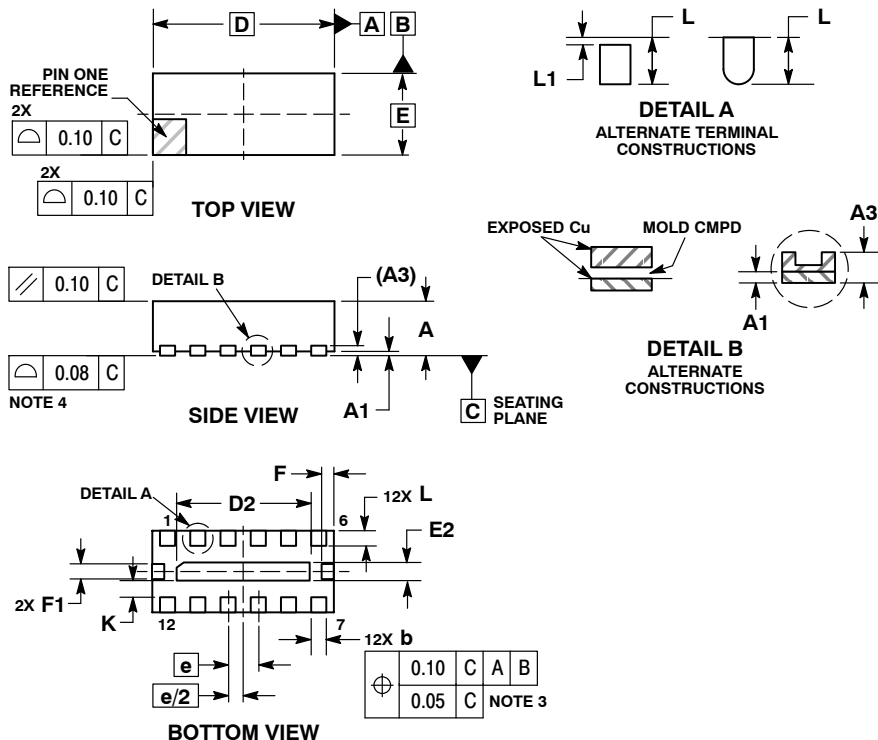 D A B
PIN ONE
REFERENCE
2X
⌓ 0.10 C
2X
⌓ 0.10 C
E
TOP VIEW
L L
L1
DETAIL A
ALTERNATE TERMINAL
CONSTRUCTIONS
EXPOSED Cu MOLD CMPD
A3
A1
DETAIL B
ALTERNATE
CONSTRUCTIONS
// 0.10 C
DETAIL B
(A3)
A
⌓ 0.08 C
NOTE 4
SIDE VIEW
A1
C SEATING
PLANE
F
DETAIL A
D2
12X L
1 6
E2
2X F1
K
12 7
12X b
e
e/2
⌖ 0.10 C A B
0.05 C NOTE 3
BOTTOM VIEW